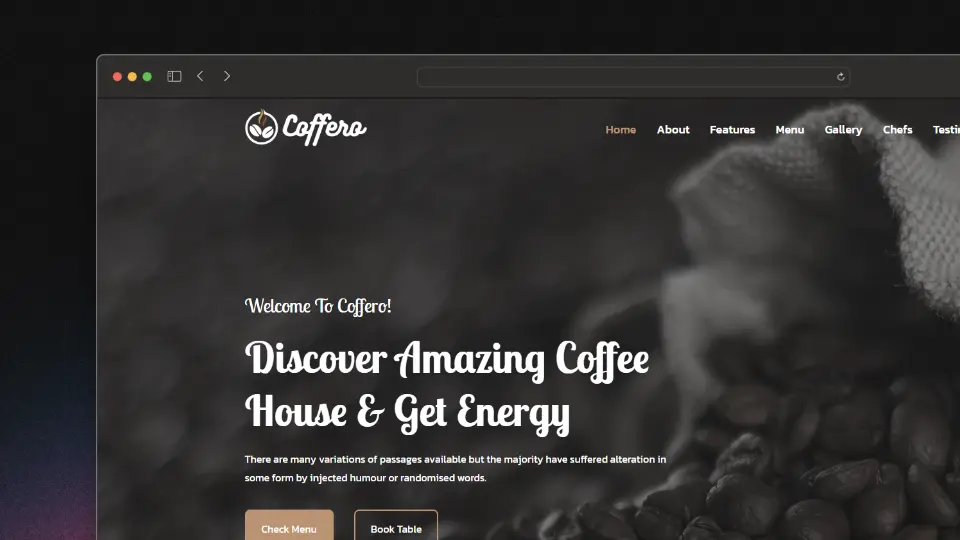 Coffero
Home About Features Menu Gallery Chefs
Welcome To Coffero!
Discover Amazing Coffee
House & Get Energy
There are many variations of passages available but the majority have suffered alteration in
some form by injected humour or randomised words.
Check Menu Book Table